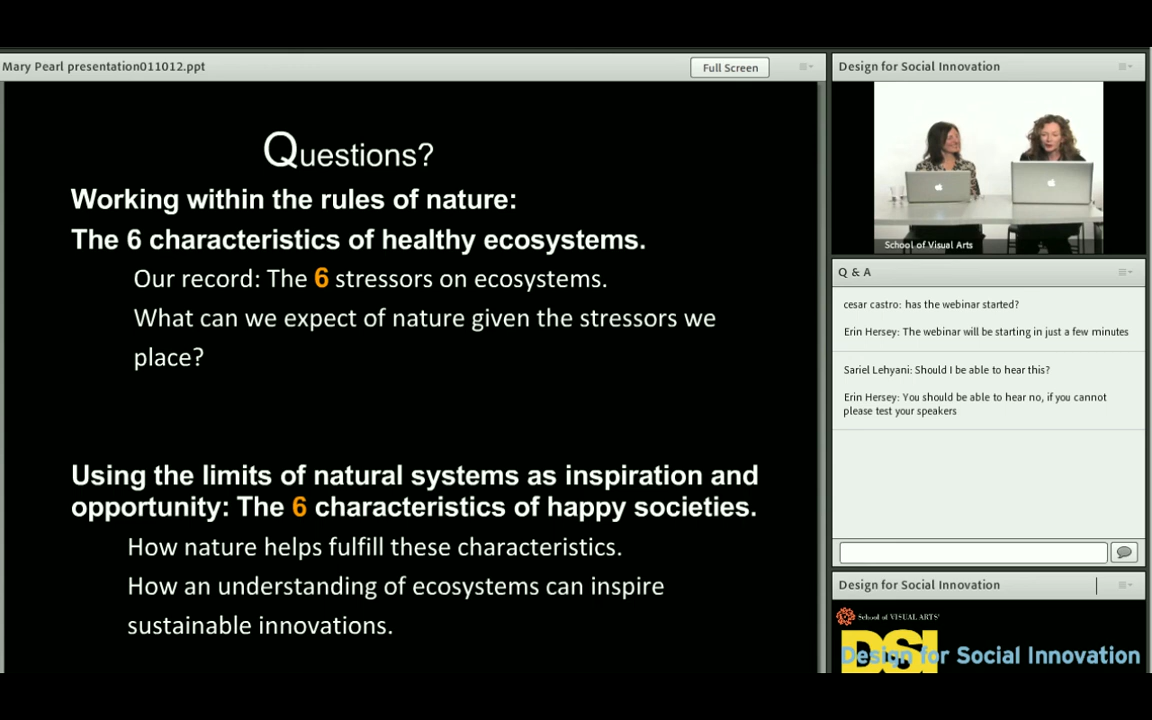 Mary Pearl presentation011012.ppt
Full Screen
Questions?
Working within the rules of nature:
The 6 characteristics of healthy ecosystems.
Our record: The 6 stressors on ecosystems.
What can we expect of nature given the stressors we
place?
Using the limits of natural systems as inspiration and
opportunity: The 6 characteristics of happy societies.
How nature helps fulfill these characteristics.
How an understanding of ecosystems can inspire
sustainable innovations.
Design for Social Innovation
School of Visual Arts
Q & A
cesar castro: has the webinar started?
Erin Hersey: The webinar will be starting in just a few minutes
Sariel Lehyani: Should I be able to hear this?
Erin Hersey: You should be able to hear no, if you cannot
please test your speakers
Design for Social Innovation
School of VISUAL ARTS
DSI
Design for Social Innovation